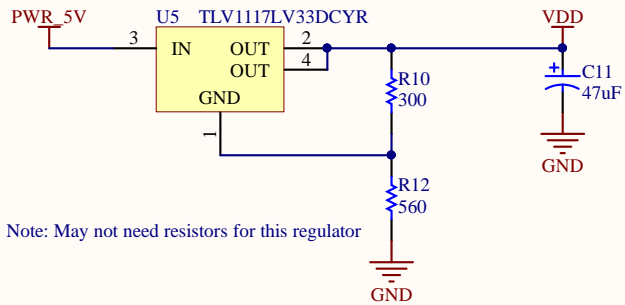 PWR_5V
U5 TLV1117LV33DCYR
VDD
3 IN OUT 2
OUT 4
GND
1
R10
300
+
C11
47uF
GND
R12
560
Note: May not need resistors for this regulator
GND